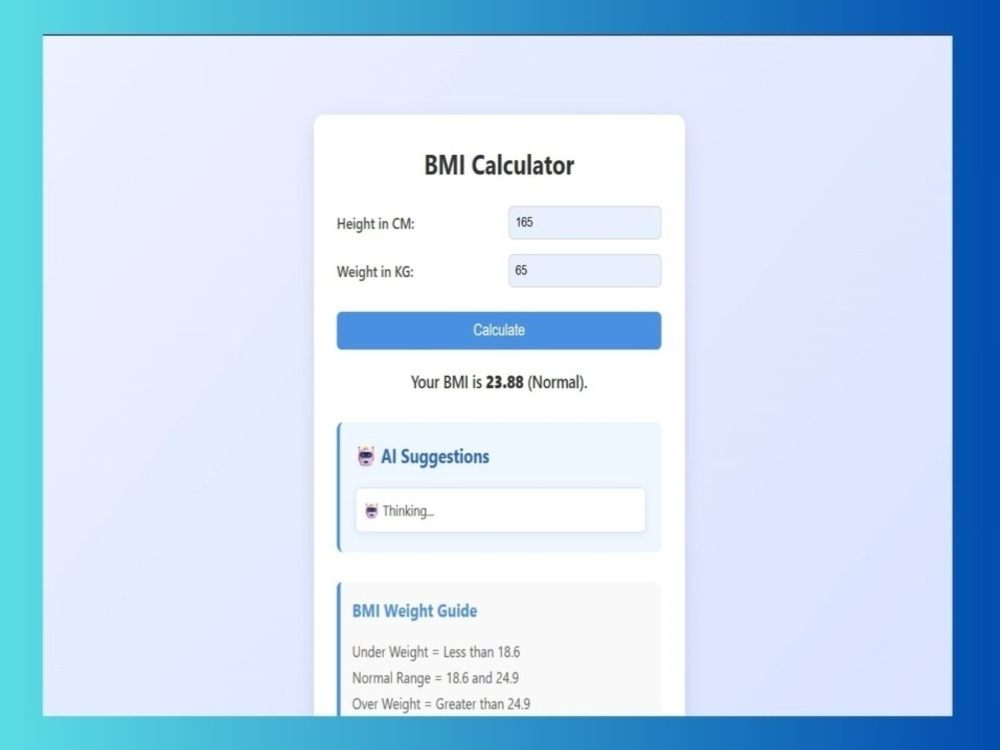 BMI Calculator
Height in CM: 165
Weight in KG: 65
Calculate
Your BMI is 23.88 (Normal).
AI Suggestions
Thinking...
BMI Weight Guide
Under Weight = Less than 18.6
Normal Range = 18.6 and 24.9
Over Weight = Greater than 24.9